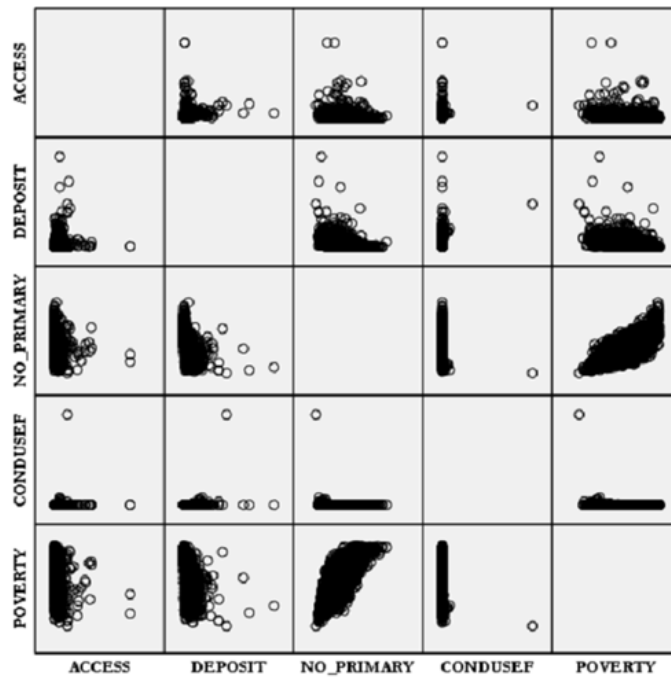 ACCESS
DEPOSIT
NO_PRIMARY
CONDUSEF
POVERTY
ACCESS DEPOSIT NO_PRIMARY CONDUSEF POVERTY